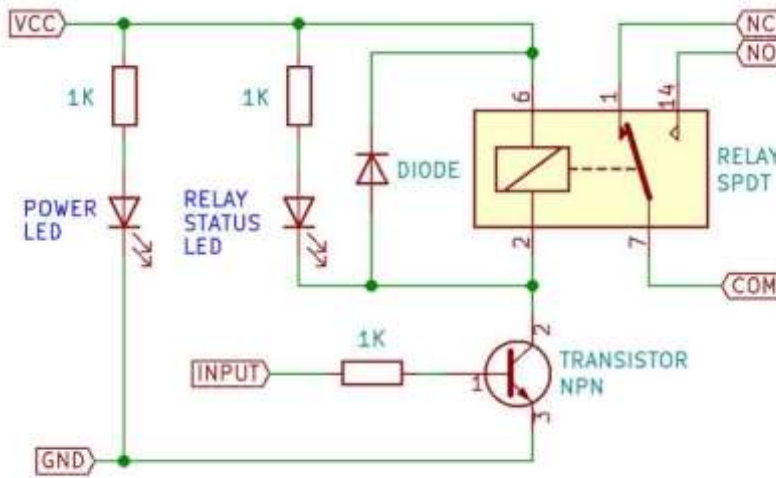 VCC
NC
NO
1K
1K
6
1
14
DIODE
RELAY
SPDT
POWER
LED
RELAY
STATUS
LED
2
7
COM
1K
2
TRANSISTOR
NPN
INPUT
1
3
GND